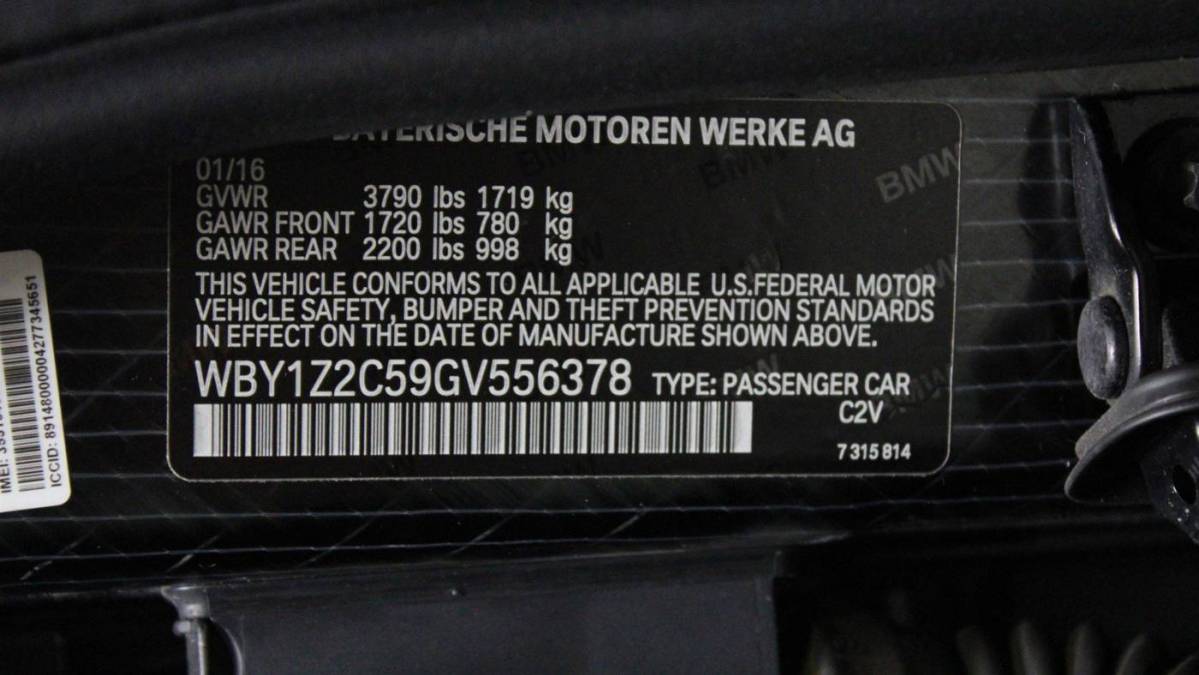 BAYERISCHE MOTOREN WERKE AG
01/16
GVWR 3790 lbs 1719 kg
GAWR FRONT 1720 lbs 780 kg
GAWR REAR 2200 lbs 998 kg
THIS VEHICLE CONFORMS TO ALL APPLICABLE U.S.FEDERAL MOTOR
VEHICLE SAFETY, BUMPER AND THEFT PREVENTION STANDARDS
IN EFFECT ON THE DATE OF MANUFACTURE SHOWN ABOVE.
WBY1Z2C59GV556378 TYPE: PASSENGER CAR
C2V
7 315 814
BMW
IMEI:
ICCID: 89148000004277345651